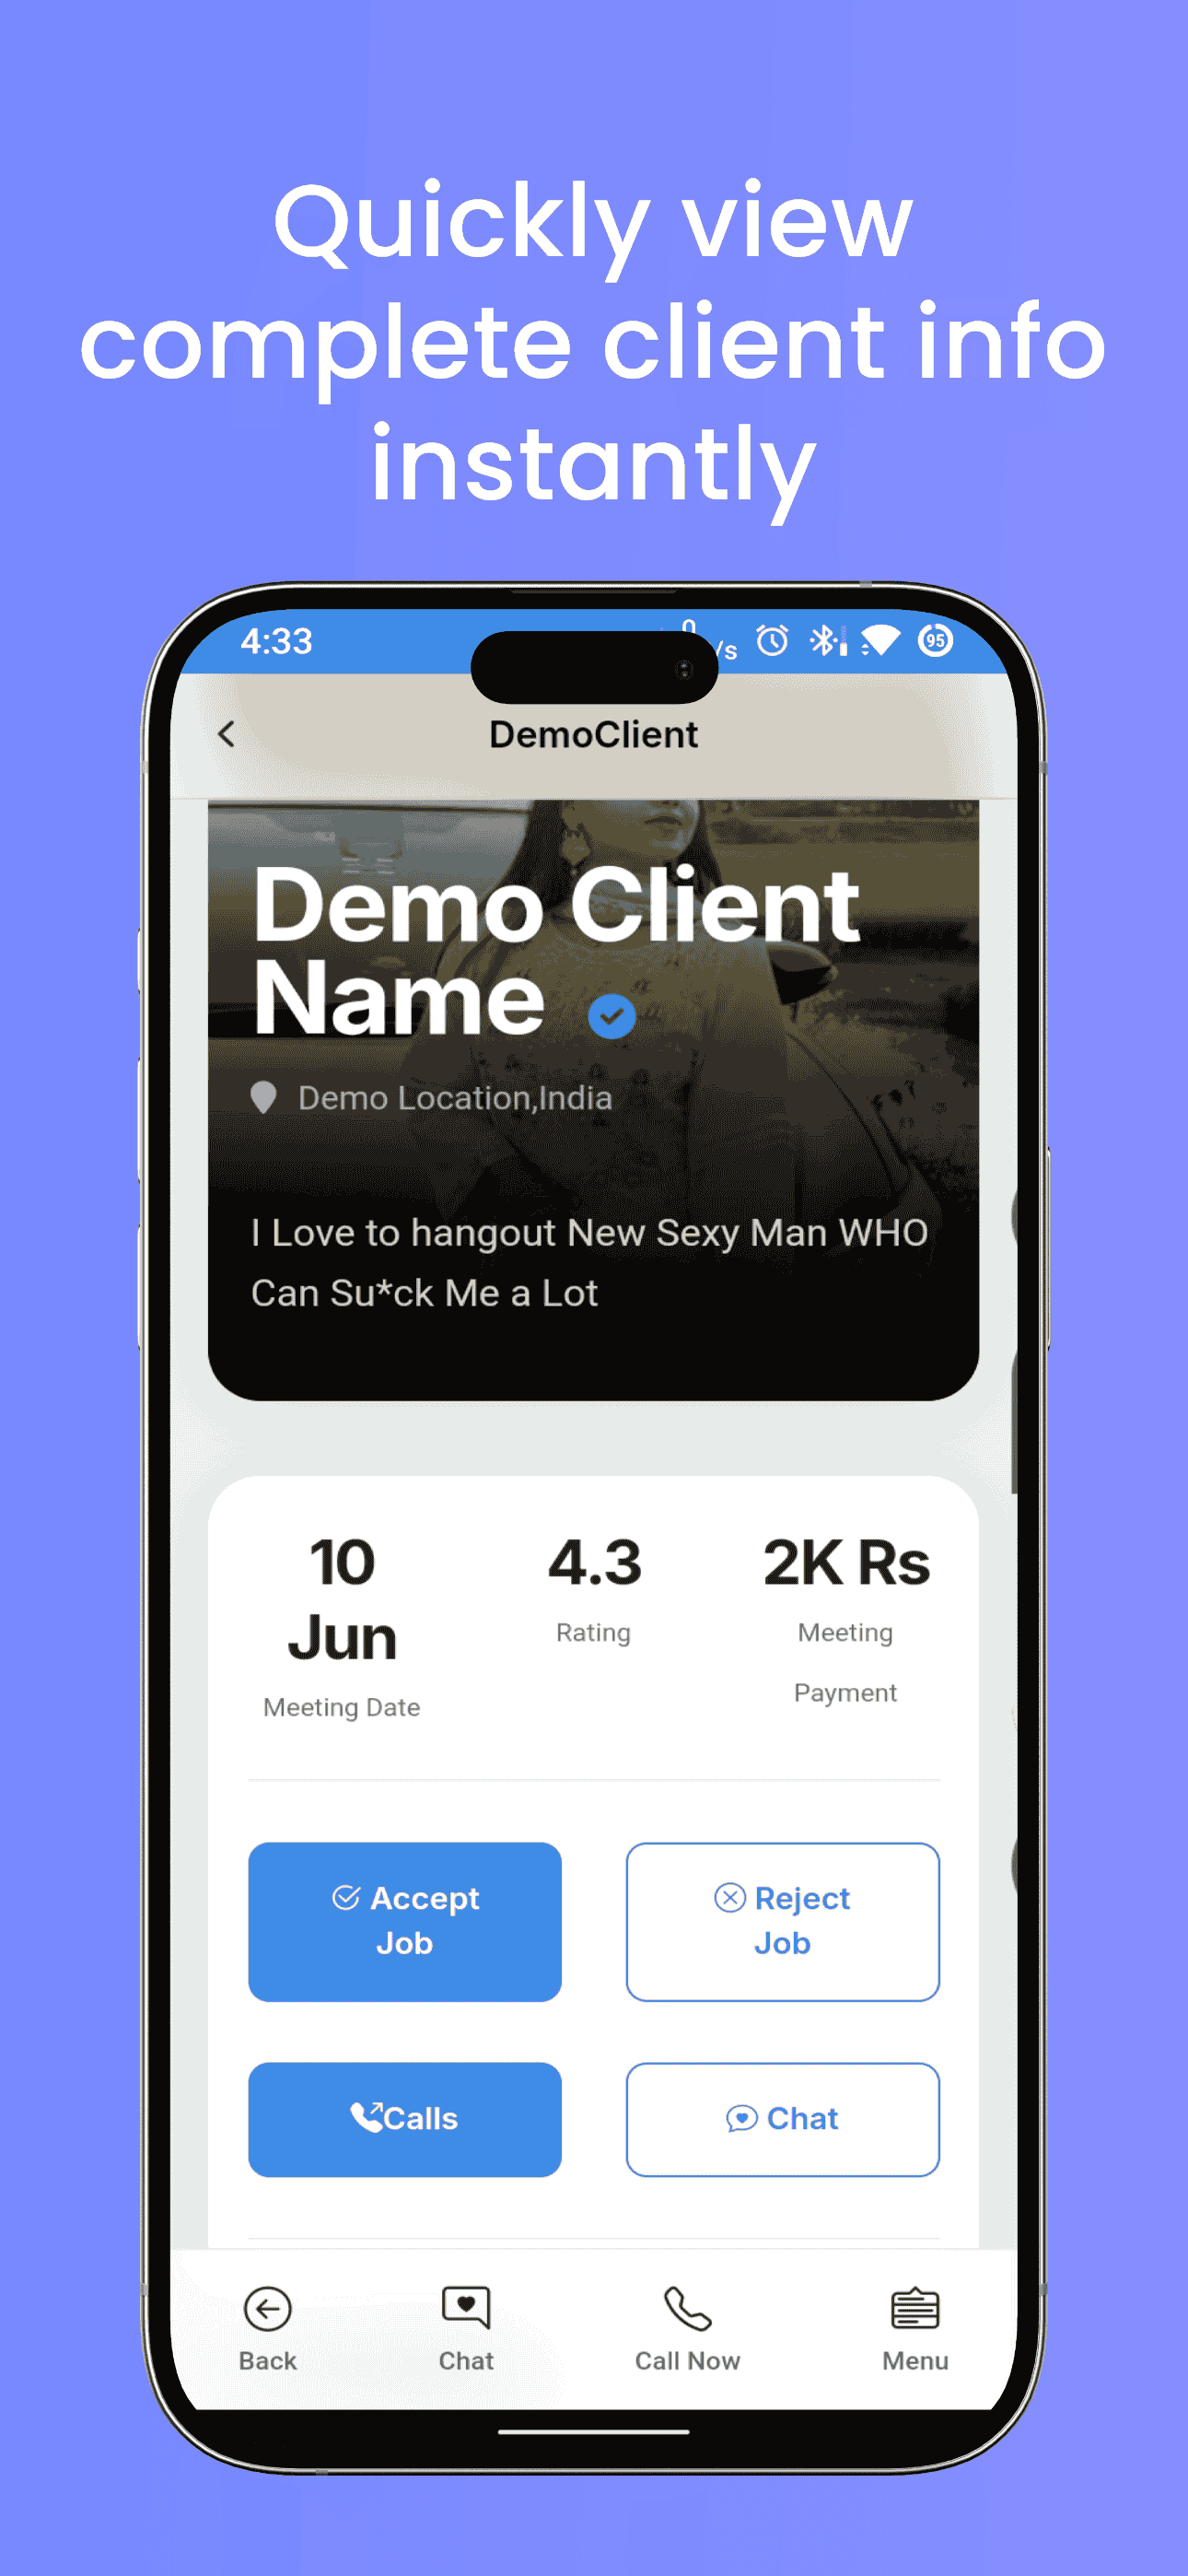 Quickly view
complete client info
instantly
4:33
0
/s
95
DemoClient
Demo Client
Name
Demo Location,India
I Love to hangout New Sexy Man WHO
Can Su*ck Me a Lot
10
Jun
Meeting Date
4.3
Rating
2K Rs
Meeting
Payment
Accept
Job
Reject
Job
Calls
Chat
Back
Chat
Call Now
Menu